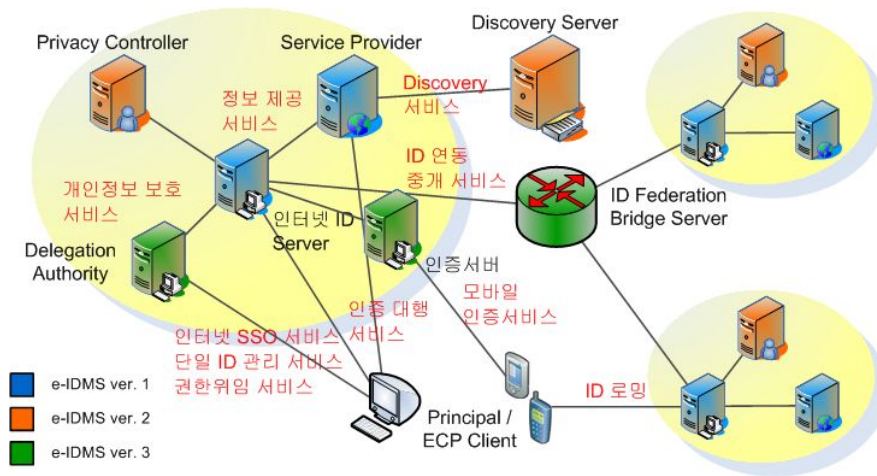 Privacy Controller
Service Provider
Discovery Server
정보 제공
서비스
Discovery
서비스
ID 연동
중개 서비스
개인정보 보호
서비스
인터넷 ID
Server
ID Federation
Bridge Server
Delegation
Authority
인증서버
모바일
인증서비스
인증 대행
서비스
인터넷 SSO 서비스
단일 ID 관리 서비스
권한위임 서비스
ID 로밍
Principal /
ECP Client
e-IDMS ver. 1
e-IDMS ver. 2
e-IDMS ver. 3